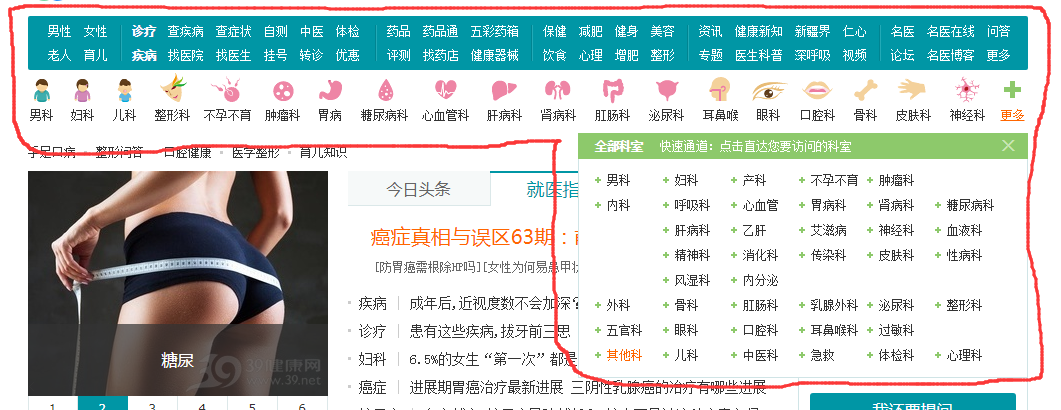 男性 女性 诊疗 查疾病 查症状 自测 中医 体检 药品 药品通 五彩药箱 保健 减肥 健身 美容 资讯 健康新知 新疆界 仁心 名医 名医在线 问答
老人 育儿 疾病 找医院 找医生 挂号 转诊 优惠 评测 找药店 健康器械 饮食 心理 增肥 整形 专题 医生科普 深呼吸 视频 论坛 名医博客 更多
男科 妇科 儿科 整形科 不孕不育 肿瘤科 胃病 糖尿病科 心血管科 肝病科 肾病科 肛肠科 泌尿科 耳鼻喉 眼科 口腔科 骨科 皮肤科 神经科 更多
手足口病 整形问答 口腔健康 医学整形 育儿知识
全部科室 快速通道：点击直达您要访问的科室
+ 男科 + 妇科 + 产科 + 不孕不育 + 肿瘤科
+ 内科 + 呼吸科 + 心血管 + 胃病科 + 肾病科 + 糖尿病科
+ 肝病科 + 乙肝 + 艾滋病 + 神经科 + 血液科
+ 精神科 + 消化科 + 传染科 + 皮肤科 + 性病科
+ 风湿科 + 内分泌
+ 外科 + 骨科 + 肛肠科 + 乳腺外科 + 泌尿科 + 整形科
+ 五官科 + 眼科 + 口腔科 + 耳鼻喉科 + 过敏科
+ 其他科 + 儿科 + 中医科 + 急救 + 体检科 + 心理科
今日头条 就医指
癌症真相与误区63期：
[防胃癌需根除HP吗][女性为何易患甲状
疾病 | 成年后,近视度数不会加深?
诊疗 | 患有这些疾病,拔牙前三思
妇科 | 6.5%的女生“第一次”都是
癌症 | 进展期胃癌治疗最新进展 三阴性乳腺癌的治疗有哪些进展
糖尿
39健康网
www.39.net
1 2 3 4 5 6
我还要提问